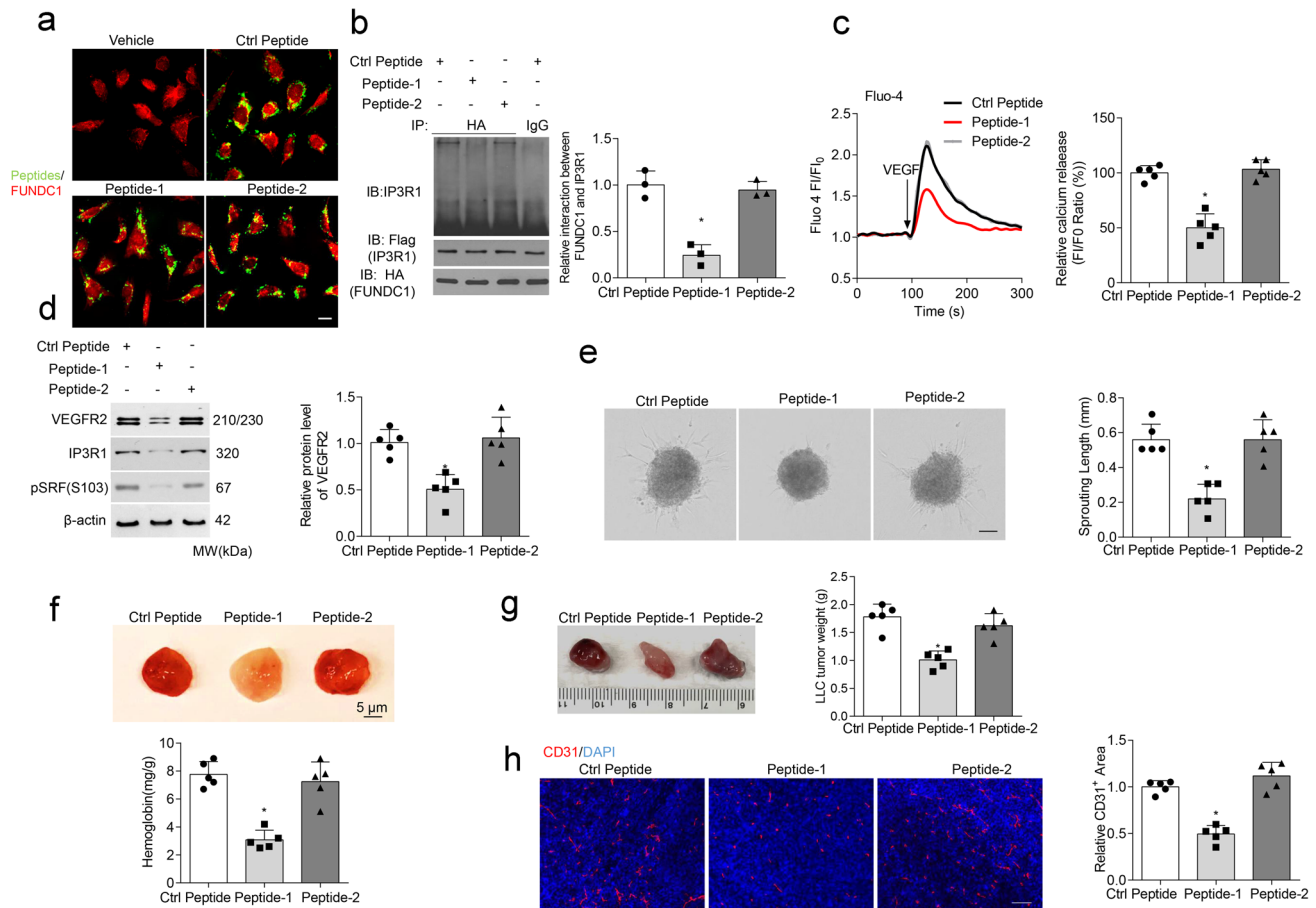 a
Vehicle
Ctrl Peptide
Peptides/
FUNDC1
Peptide-1
Peptide-2
b
Ctrl Peptide + - - +
Peptide-1 - + - -
Peptide-2 - - + -
IP: HA IgG
IB:IP3R1
IB: Flag
(IP3R1)
IB: HA
(FUNDC1)
Relative interaction between
FUNDC1 and IP3R1
1.5
1.0
0.5
0.0
*
Ctrl Peptide Peptide-1 Peptide-2
c
Fluo-4
Ctrl Peptide
Peptide-1
Peptide-2
VEGF
Fluo 4 FI/FI0
2.5
2.0
1.5
1.0
0.5
0 100 200 300
Time (s)
Relative calcium relaease
(FI/F0 Ratio (%))
150
100
50
0
*
Ctrl Peptide Peptide-1 Peptide-2
d
Ctrl Peptide + - -
Peptide-1 - + -
Peptide-2 - - +
VEGFR2 210/230
IP3R1 320
pSRF(S103) 67
β-actin 42
MW(kDa)
Relative protein level
of VEGFR2
1.5
1.0
0.5
0.0
*
Ctrl Peptide Peptide-1 Peptide-2
e
Ctrl Peptide
Peptide-1
Peptide-2
Sprouting Length (mm)
0.8
0.6
0.4
0.2
0.0
*
Ctrl Peptide Peptide-1 Peptide-2
f
Ctrl Peptide Peptide-1 Peptide-2
5 µm
Hemoglobin(mg/g)
10
8
6
4
2
0
*
Ctrl Peptide Peptide-1 Peptide-2
g
Ctrl Peptide Peptide-1 Peptide-2
11 10 9 8 7 6
LLC tumor weight (g)
2.5
2.0
1.5
1.0
0.5
0.0
*
Ctrl Peptide Peptide-1 Peptide-2
h
CD31/DAPI
Ctrl Peptide
Peptide-1
Peptide-2
Relative CD31+ Area
1.5
1.0
0.5
0.0
*
Ctrl Peptide Peptide-1 Peptide-2